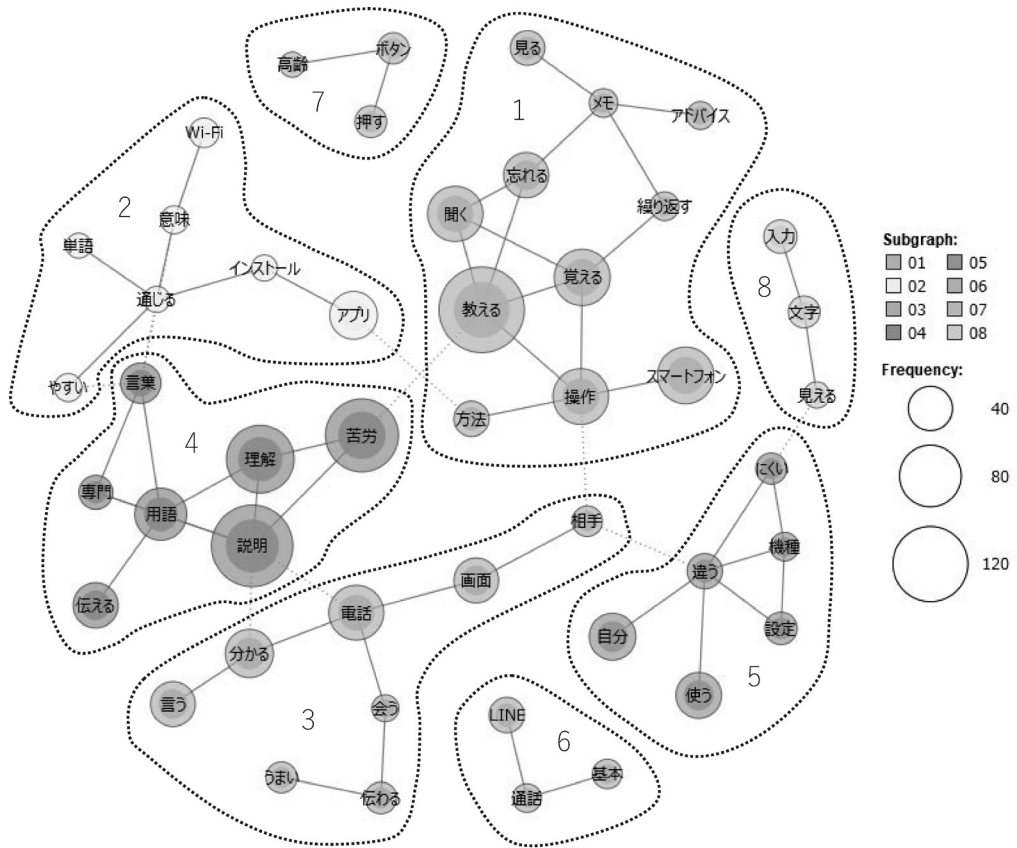 見る
メモ
アドバイス
忘れる
聞く
繰り返す
覚える
教える
スマートフォン
操作
方法
1
Wi-Fi
2
意味
単語
インストール
通じる
アプリ
やすい
相手
画面
電話
分かる
言う
3
会う
うまい
伝わる
言葉
4
苦労
理解
専門
用語
説明
伝える
にくい
機種
違う
設定
自分
5
使う
LINE
6
基本
通話
ボタン
高齢
7
押す
入力
8
文字
見える
Subgraph:
01 05
02 06
03 07
04 08
Frequency:
40
80
120